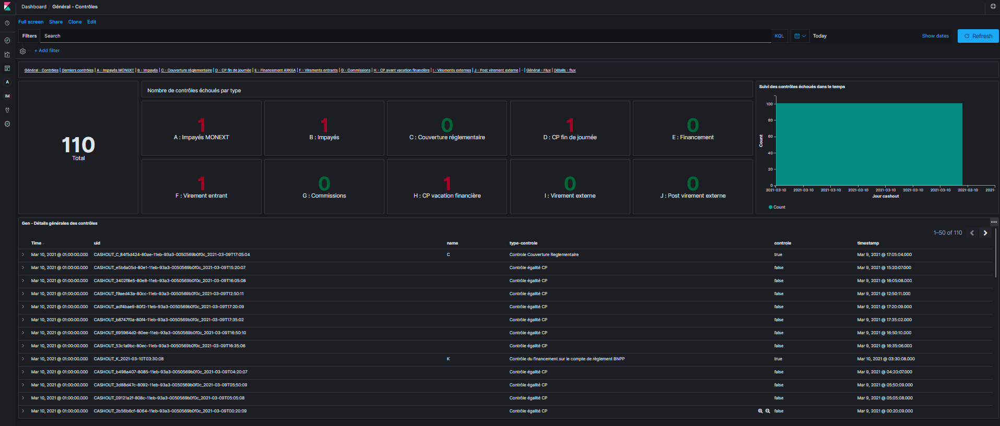 Dashboard / Général - Contrôles
Full screen Share Clone Edit
Filters Search KQL Today Show dates Refresh
+ Add filter
Général - Contrôles | Derniers contrôles | A - Impayés MONEXT | B - Impayés | C - Couverture réglementaire | D - CP fin de journée | E - Financement ARKEA | F - Virements entrants | G - Commissions | H - CP avant vacation financière | I - Virements externes | J - Post virement externe | - | Général - Flux | Détails - flux
A
IM
110
Total
Nombre de contrôles échoués par type
1
A : Impayés MONEXT
1
B : Impayés
0
C : Couverture réglementaire
1
D : CP fin de journée
0
E : Financement
1
F : Virement entrant
0
G : Commissions
1
H : CP vacation financière
0
I : Virement externe
0
J : Post virement externe
Suivi des contrôles échoués dans le temps
100
80
60
40
20
0
Count
2021-03-10 2021-03-10 2021-03-10 2021-03-10 2021-03-10 2021-03-10 2021-03-10 2021-03-10 2021-
Jour cashout
Count
Gen - Détails générales des contrôles
1–50 of 110
Time uid name type-controle controle timestamp
Mar 10, 2021 @ 01:00:00.000 CASHOUT_C_84f5d424-80ae-11eb-93a3-0050569b0f0c_2021-03-09T17:05:04 C Controle Couverture Reglementaire true Mar 9, 2021 @ 17:05:04.000
Mar 10, 2021 @ 01:00:00.000 CASHOUT_e5b6a05d-80e1-11eb-93a3-0050569b0f0c_2021-03-09T15:20:07 Contrôle égalité CP false Mar 9, 2021 @ 15:20:07.000
Mar 10, 2021 @ 01:00:00.000 CASHOUT_3402f8e5-80e8-11eb-93a3-0050569b0f0c_2021-03-09T16:05:08 Contrôle égalité CP false Mar 9, 2021 @ 16:05:08.000
Mar 10, 2021 @ 01:00:00.000 CASHOUT_f9aed43a-80cc-11eb-93a3-0050569b0f0c_2021-03-09T12:50:11 Contrôle égalité CP false Mar 9, 2021 @ 12:50:11.000
Mar 10, 2021 @ 01:00:00.000 CASHOUT_adf4bae9-80f2-11eb-93a3-0050569b0f0c_2021-03-09T17:20:09 Contrôle égalité CP false Mar 9, 2021 @ 17:20:09.000
Mar 10, 2021 @ 01:00:00.000 CASHOUT_b8747f0a-80f4-11eb-93a3-0050569b0f0c_2021-03-09T17:35:02 Contrôle égalité CP false Mar 9, 2021 @ 17:35:02.000
Mar 10, 2021 @ 01:00:00.000 CASHOUT_695964d2-80ee-11eb-93a3-0050569b0f0c_2021-03-09T16:50:10 Contrôle égalité CP false Mar 9, 2021 @ 16:50:10.000
Mar 10, 2021 @ 01:00:00.000 CASHOUT_53c1a9bc-80ec-11eb-93a3-0050569b0f0c_2021-03-09T16:35:06 Contrôle égalité CP false Mar 9, 2021 @ 16:35:06.000
Mar 10, 2021 @ 01:00:00.000 CASHOUT_K_2021-03-10T03:30:08 K Contrôle du financement sur le compte de règlement BNPP true Mar 10, 2021 @ 03:30:08.000
Mar 10, 2021 @ 01:00:00.000 CASHOUT_b498a407-8085-11eb-93a3-0050569b0f0c_2021-03-09T04:20:07 Contrôle égalité CP false Mar 9, 2021 @ 04:20:07.000
Mar 10, 2021 @ 01:00:00.000 CASHOUT_3d88d47c-8092-11eb-93a3-0050569b0f0c_2021-03-09T05:50:09 Contrôle égalité CP false Mar 9, 2021 @ 05:50:09.000
Mar 10, 2021 @ 01:00:00.000 CASHOUT_09121a2f-808c-11eb-93a3-0050569b0f0c_2021-03-09T05:05:08 Contrôle égalité CP false Mar 9, 2021 @ 05:05:08.000
Mar 10, 2021 @ 01:00:00.000 CASHOUT_2b56b6cf-8064-11eb-93a3-0050569b0f0c_2021-03-09T00:20:09 Contrôle égalité CP false Mar 9, 2021 @ 00:20:09.000